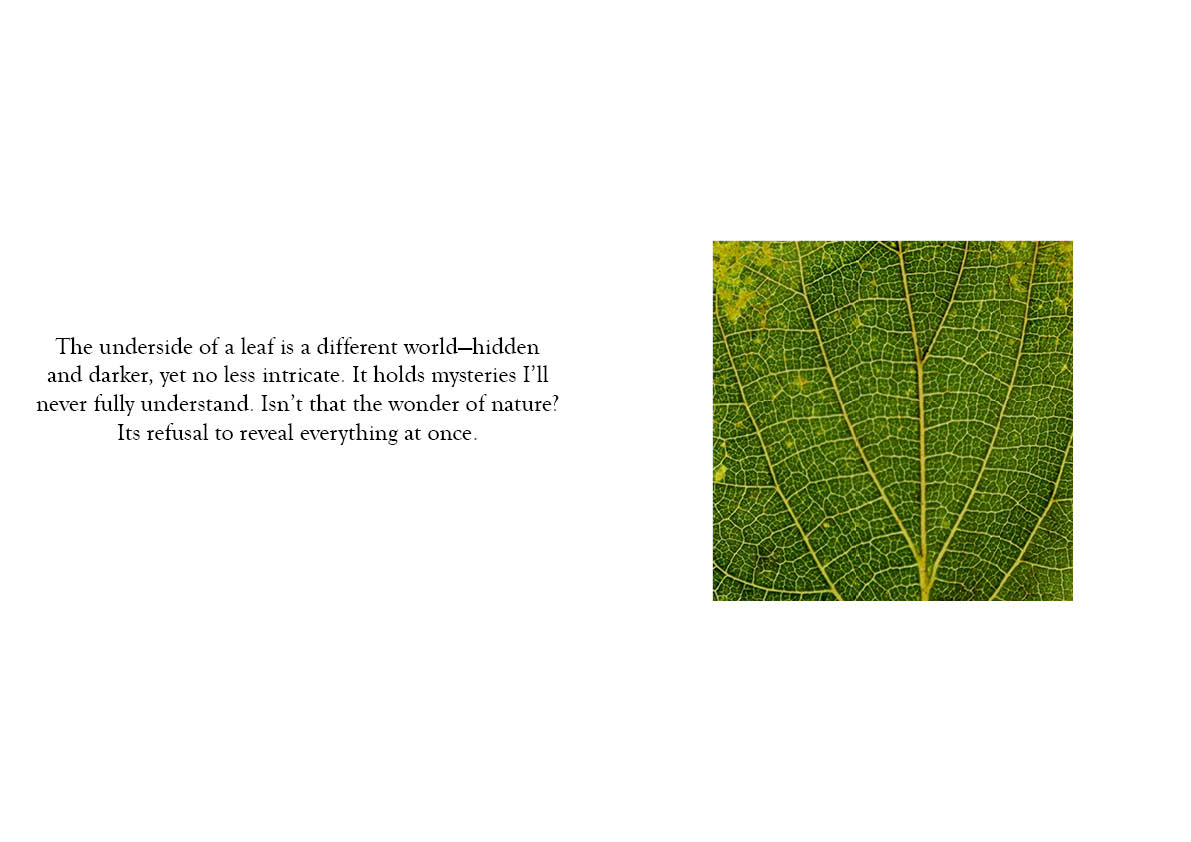 The underside of a leaf is a different world—hidden
and darker, yet no less intricate. It holds mysteries I’ll
never fully understand. Isn’t that the wonder of nature?
Its refusal to reveal everything at once.